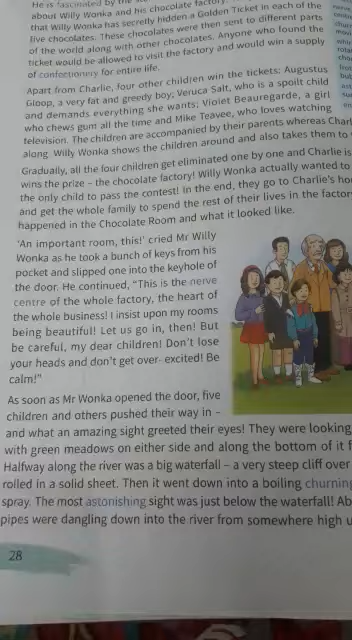 He is fascinated by the
about Willy Wonka and his chocolate factory
that Willy Wonka has secretly hidden a Golden Ticket in each of the
five chocolates. These chocolates were then sent to different parts
of the world along with other chocolates. Anyone who found the
ticket would be allowed to visit the factory and would win a supply
of confectionery for entire life.
Apart from Charlie, four other children win the tickets: Augustus
Gloop, a very fat and greedy boy; Veruca Salt, who is a spoilt child
and demands everything she wants; Violet Beauregarde, a girl
who chews gum all the time and Mike Teavee, who loves watching
television. The children are accompanied by their parents whereas Charl
along. Willy Wonka shows the children around and also takes them to
Gradually, all the four children get eliminated one by one and Charlie is
wins the prize – the chocolate factory! Willy Wonka actually wanted to
the only child to pass the contest! In the end, they go to Charlie's ho
and get the whole family to spend the rest of their lives in the factor
happened in the Chocolate Room and what it looked like.
'An important room, this!' cried Mr Willy
Wonka as he took a bunch of keys from his
pocket and slipped one into the keyhole of
the door. He continued, "This is the nerve
centre of the whole factory, the heart of
the whole business! I insist upon my rooms
being beautiful! Let us go in, then! But
be careful, my dear children! Don't lose
your heads and don't get over- excited! Be
calm!"
As soon as Mr Wonka opened the door, five
children and others pushed their way in –
and what an amazing sight greeted their eyes! They were looking
with green meadows on either side and along the bottom of it f
Halfway along the river was a big waterfall – a very steep cliff over
rolled in a solid sheet. Then it went down into a boiling churning
spray. The most astonishing sight was just below the waterfall! Ab
pipes were dangling down into the river from somewhere high u
28